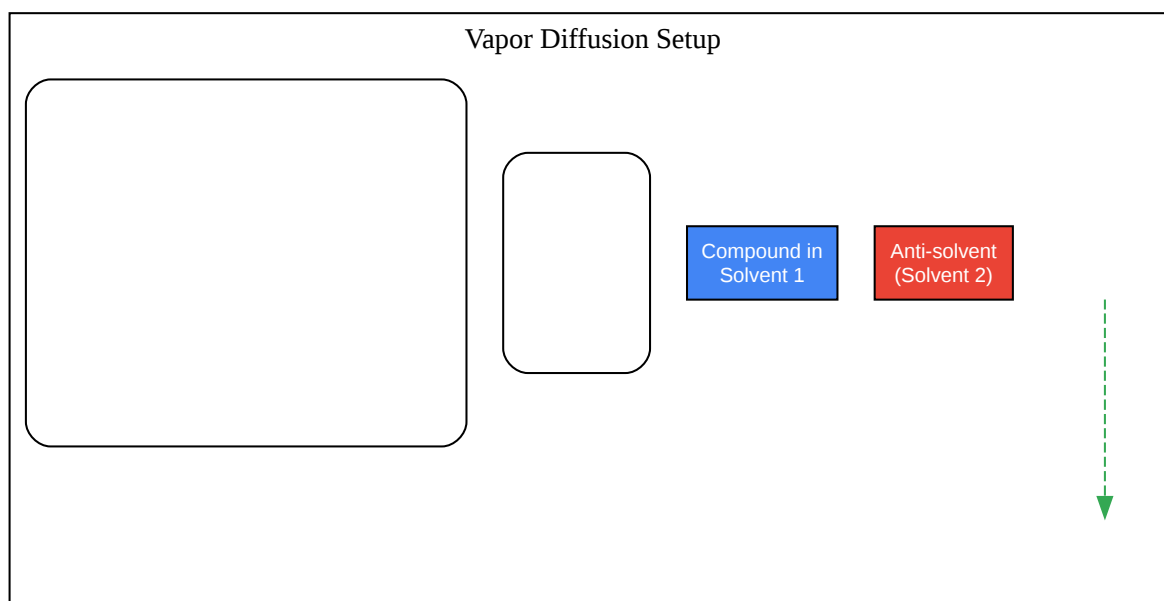 Vapor Diffusion Setup
Compound in
Solvent 1
Anti-solvent
(Solvent 2)